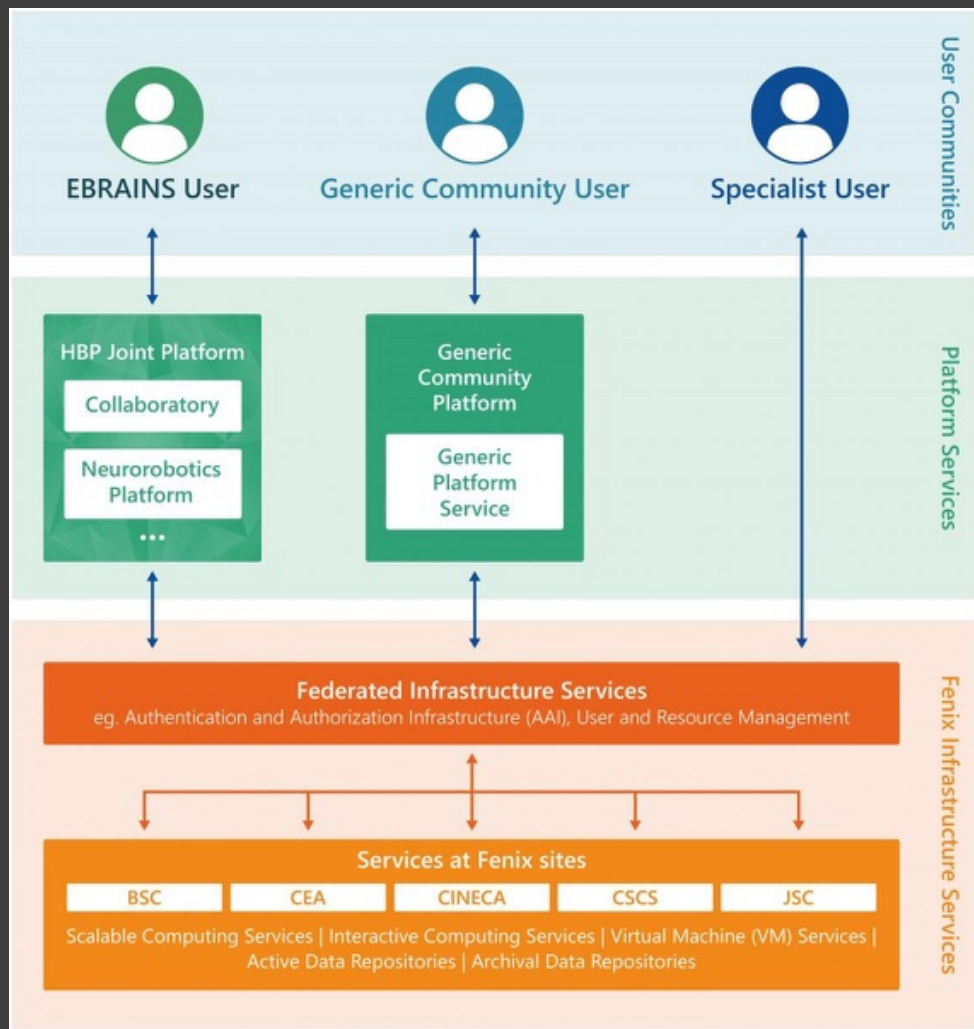 User Communities
EBRAINS User
Generic Community User
Specialist User
Platform Services
HBP Joint Platform
Collaboratory
Neurorobotics
Platform
...
Generic
Community
Platform
Generic
Platform
Service
Fenix Infrastructure Services
Federated Infrastructure Services
eg. Authentication and Authorization Infrastructure (AAI), User and Resource Management
Services at Fenix sites
BSC
CEA
CINECA
CSCS
JSC
Scalable Computing Services | Interactive Computing Services | Virtual Machine (VM) Services |
Active Data Repositories | Archival Data Repositories